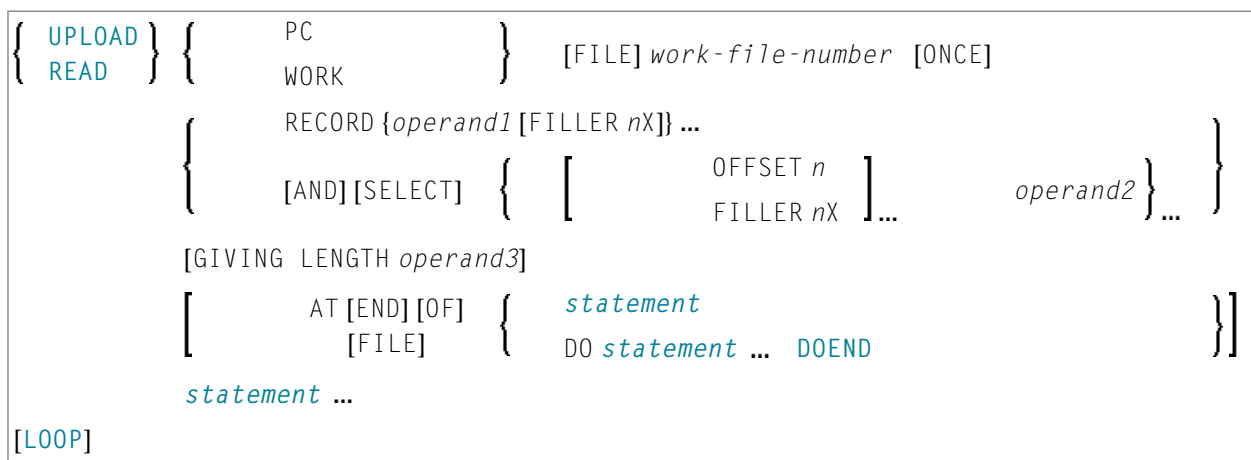 UPLOAD PC
READ WORK [FILE] work-file-number [ONCE]
RECORD {operand1 [FILLER nX]} ...
OFFSET n
[AND] [SELECT] operand2 ...
FILLER nX ...
[GIVING LENGTH operand3]
AT [END] [OF] statement
[FILE] DO statement ... DOEND
statement ...
[LOOP]